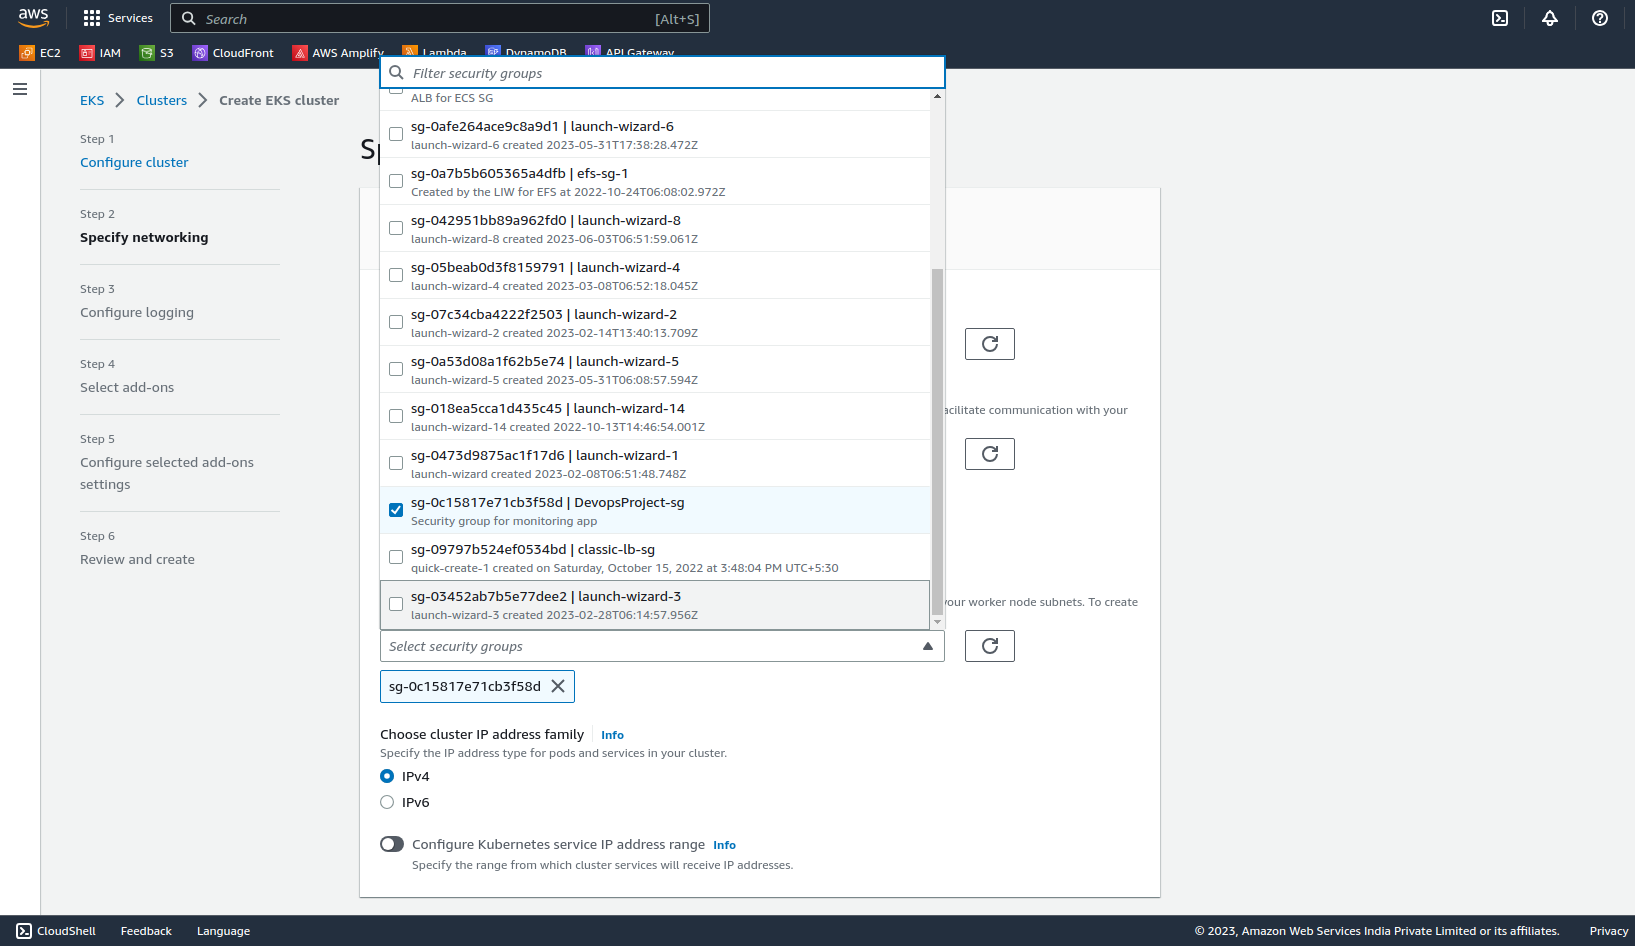 aws
Services
Search
[Alt+S]
EC2
IAM
S3
CloudFront
AWS Amplify
Lambda
DynamoDB
API Gateway
EKS
Clusters
Create EKS cluster
Step 1
Configure cluster
Step 2
Specify networking
Step 3
Configure logging
Step 4
Select add-ons
Step 5
Configure selected add-ons
settings
Step 6
Review and create
Filter security groups
ALB for ECS SG
sg-0afe264ace9c8a9d1 | launch-wizard-6
launch-wizard-6 created 2023-05-31T17:38:28.472Z
sg-0a7b5b605365a4dfb | efs-sg-1
Created by the LIW for EFS at 2022-10-24T06:08:02.972Z
sg-042951bb89a962fd0 | launch-wizard-8
launch-wizard-8 created 2023-06-03T06:51:59.061Z
sg-05beab0d3f8159791 | launch-wizard-4
launch-wizard-4 created 2023-03-08T06:52:18.045Z
sg-07c34cba4222f2503 | launch-wizard-2
launch-wizard-2 created 2023-02-14T13:40:13.709Z
sg-0a53d08a1f62b5e74 | launch-wizard-5
launch-wizard-5 created 2023-05-31T06:08:57.594Z
sg-018ea5cca1d435c45 | launch-wizard-14
launch-wizard-14 created 2022-10-13T14:46:54.001Z
acilitate communication with your
sg-0473d9875ac1f17d6 | launch-wizard-1
launch-wizard created 2023-02-08T06:51:48.748Z
sg-0c15817e71cb3f58d | DevopsProject-sg
Security group for monitoring app
sg-09797b524ef0534bd | classic-lb-sg
quick-create-1 created on Saturday, October 15, 2022 at 3:48:04 PM UTC+5:30
sg-03452ab7b5e77dee2 | launch-wizard-3
launch-wizard-3 created 2023-02-28T06:14:57.956Z
your worker node subnets. To create
Select security groups
sg-0c15817e71cb3f58d
Choose cluster IP address family
Info
Specify the IP address type for pods and services in your cluster.
IPv4
IPv6
Configure Kubernetes service IP address range
Info
Specify the range from which cluster services will receive IP addresses.
CloudShell
Feedback
Language
© 2023, Amazon Web Services India Private Limited or its affiliates.
Privacy